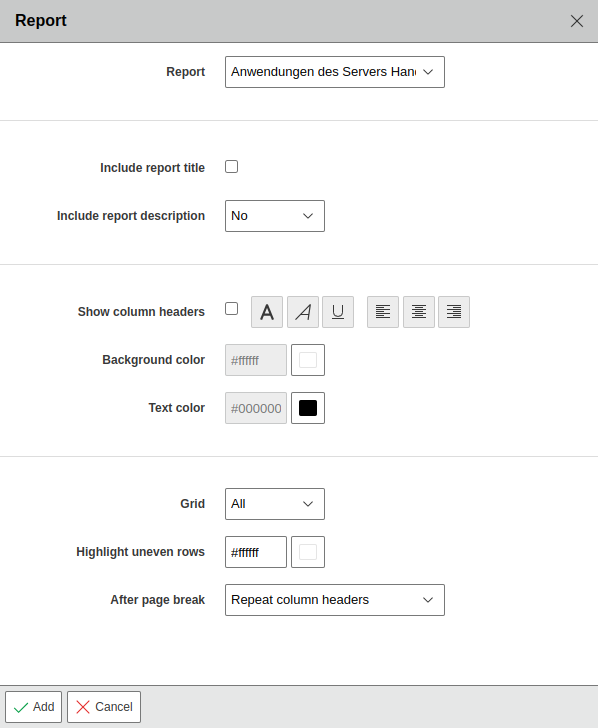 Report
Report Anwendungen des Servers Han
Include report title
Include report description No
Show column headers A A U
Background color #ffffff
Text color #000000
Grid All
Highlight uneven rows #ffffff
After page break Repeat column headers
Add Cancel